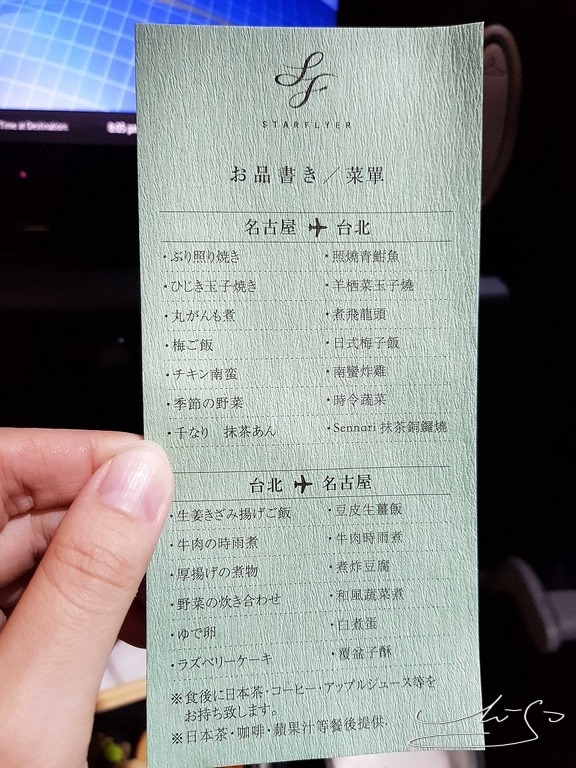 Time at Destination
8:05 pm
SF
STARFLYER
お品書き／菜單
名古屋 ✈ 台北
・ぶり照り焼き ・照燒青魽魚
・ひじき玉子焼き ・羊栖菜玉子燒
・丸がんも煮 ・煮飛龍頭
・梅ご飯 ・日式梅子飯
・チキン南蛮 ・南蠻炸雞
・季節の野菜 ・時令蔬菜
・千なり 抹茶あん ・Sennari 抹茶銅鑼燒
台北 ✈ 名古屋
・生姜きざみ揚げご飯 ・豆皮生薑飯
・牛肉の時雨煮 ・牛肉時雨煮
・厚揚げの煮物 ・煮炸豆腐
・野菜の炊き合わせ ・和風蔬菜煮
・ゆで卵 ・白煮蛋
・ラズベリーケーキ ・覆盆子酥
※食後に日本茶・コーヒー・アップルジュース等を
お持ち致します。
※日本茶・咖啡・蘋果汁等餐後提供.